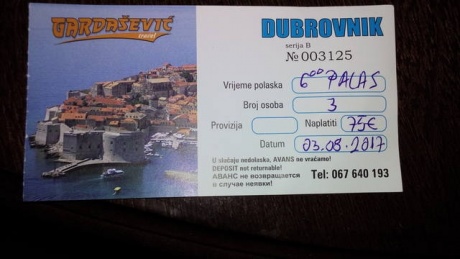 GARDAŠEVIĆ
travel
DUBROVNIK
serija B
№ 003125
Vrijeme polaska 6⁰⁰ PALAS
Broj osoba 3
Provizija Naplatiti 75€
Datum 03.08.2017
U slučaju nedolaska, AVANS ne vraćamo!
DEPOSIT not returnable!
АВАНС не возвращается
в случае неявки!
Tel: 067 640 193